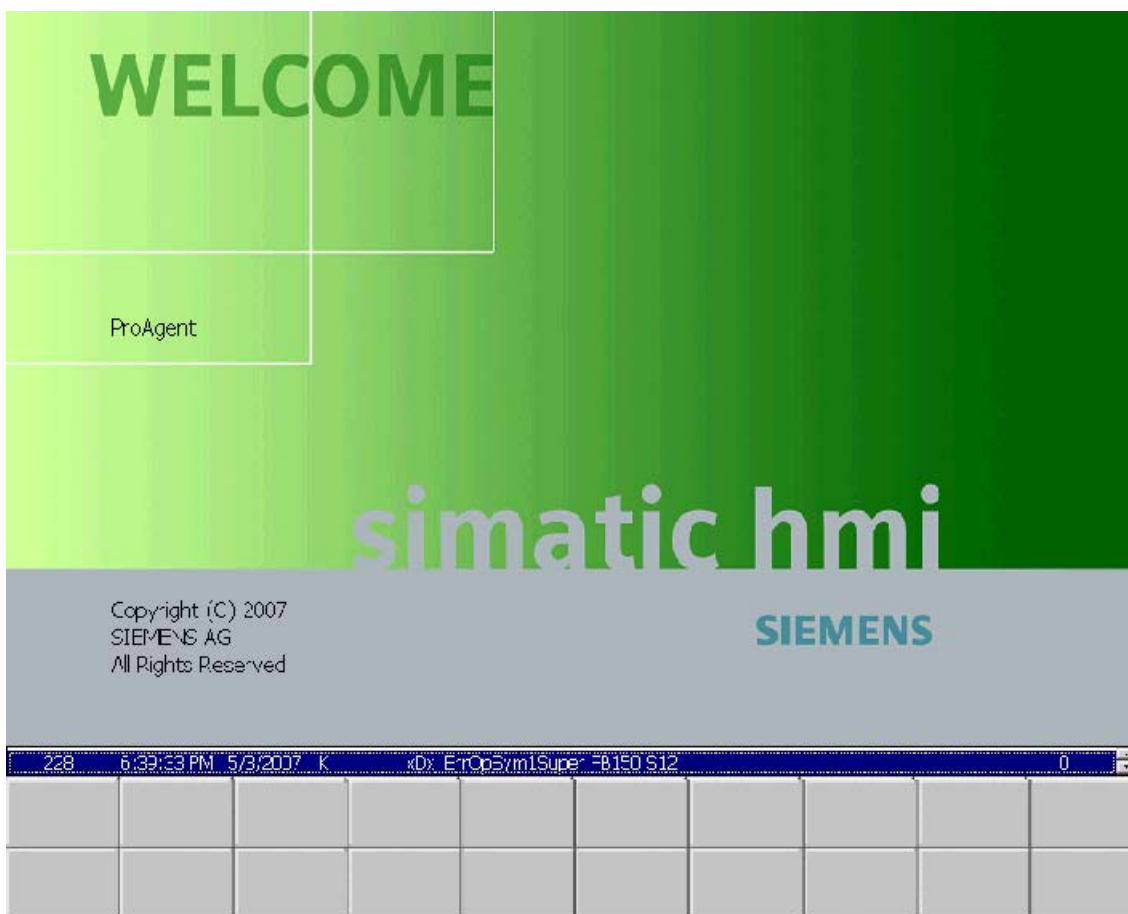 WELCOME
ProAgent
simatic hmi
Copyright (C) 2007
SIEMENS AG
All Rights Reserved
SIEMENS
228 6:39:33 PM 5/3/2007 K xDx ErrOpSym1Super FB150 S12 0